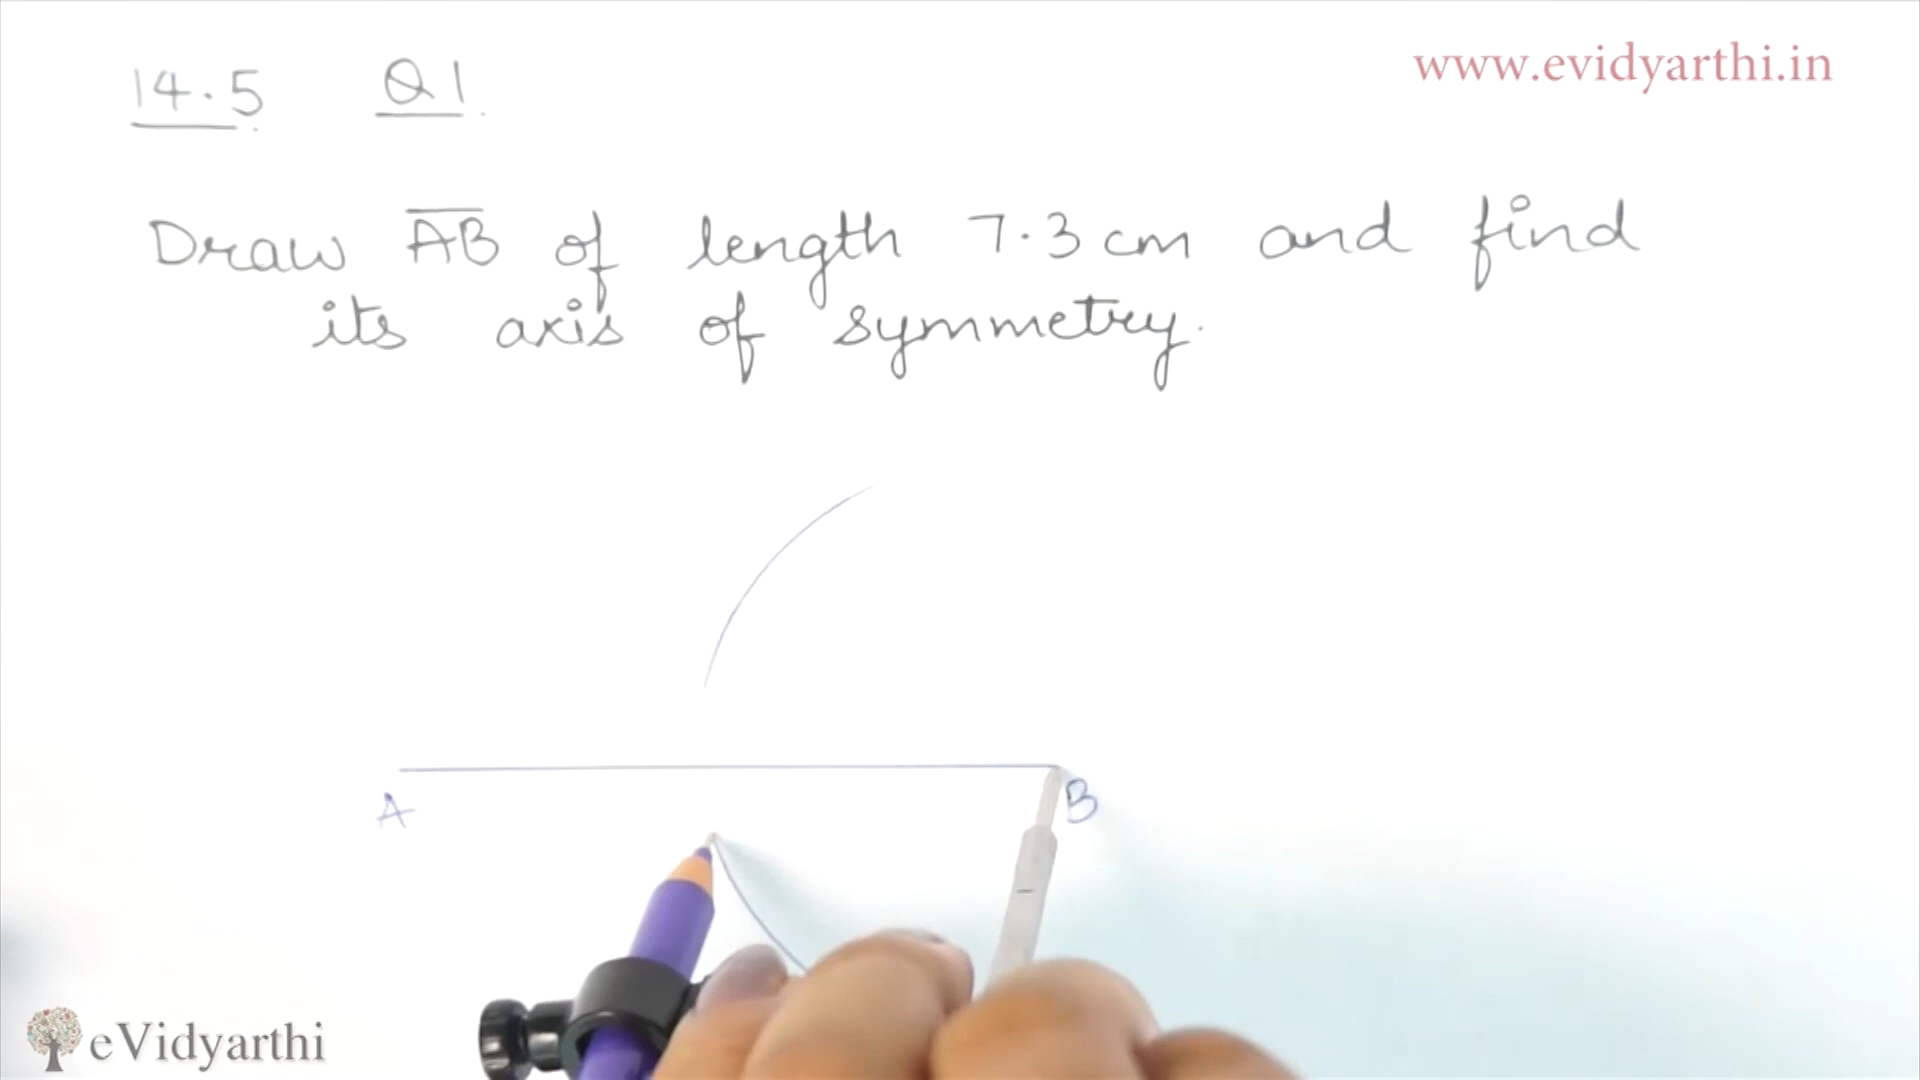 14.5 Q1.
www.evidyarthi.in
Draw AB of length 7.3 cm and find
its axis of symmetry.
A
B
eVidyarthi